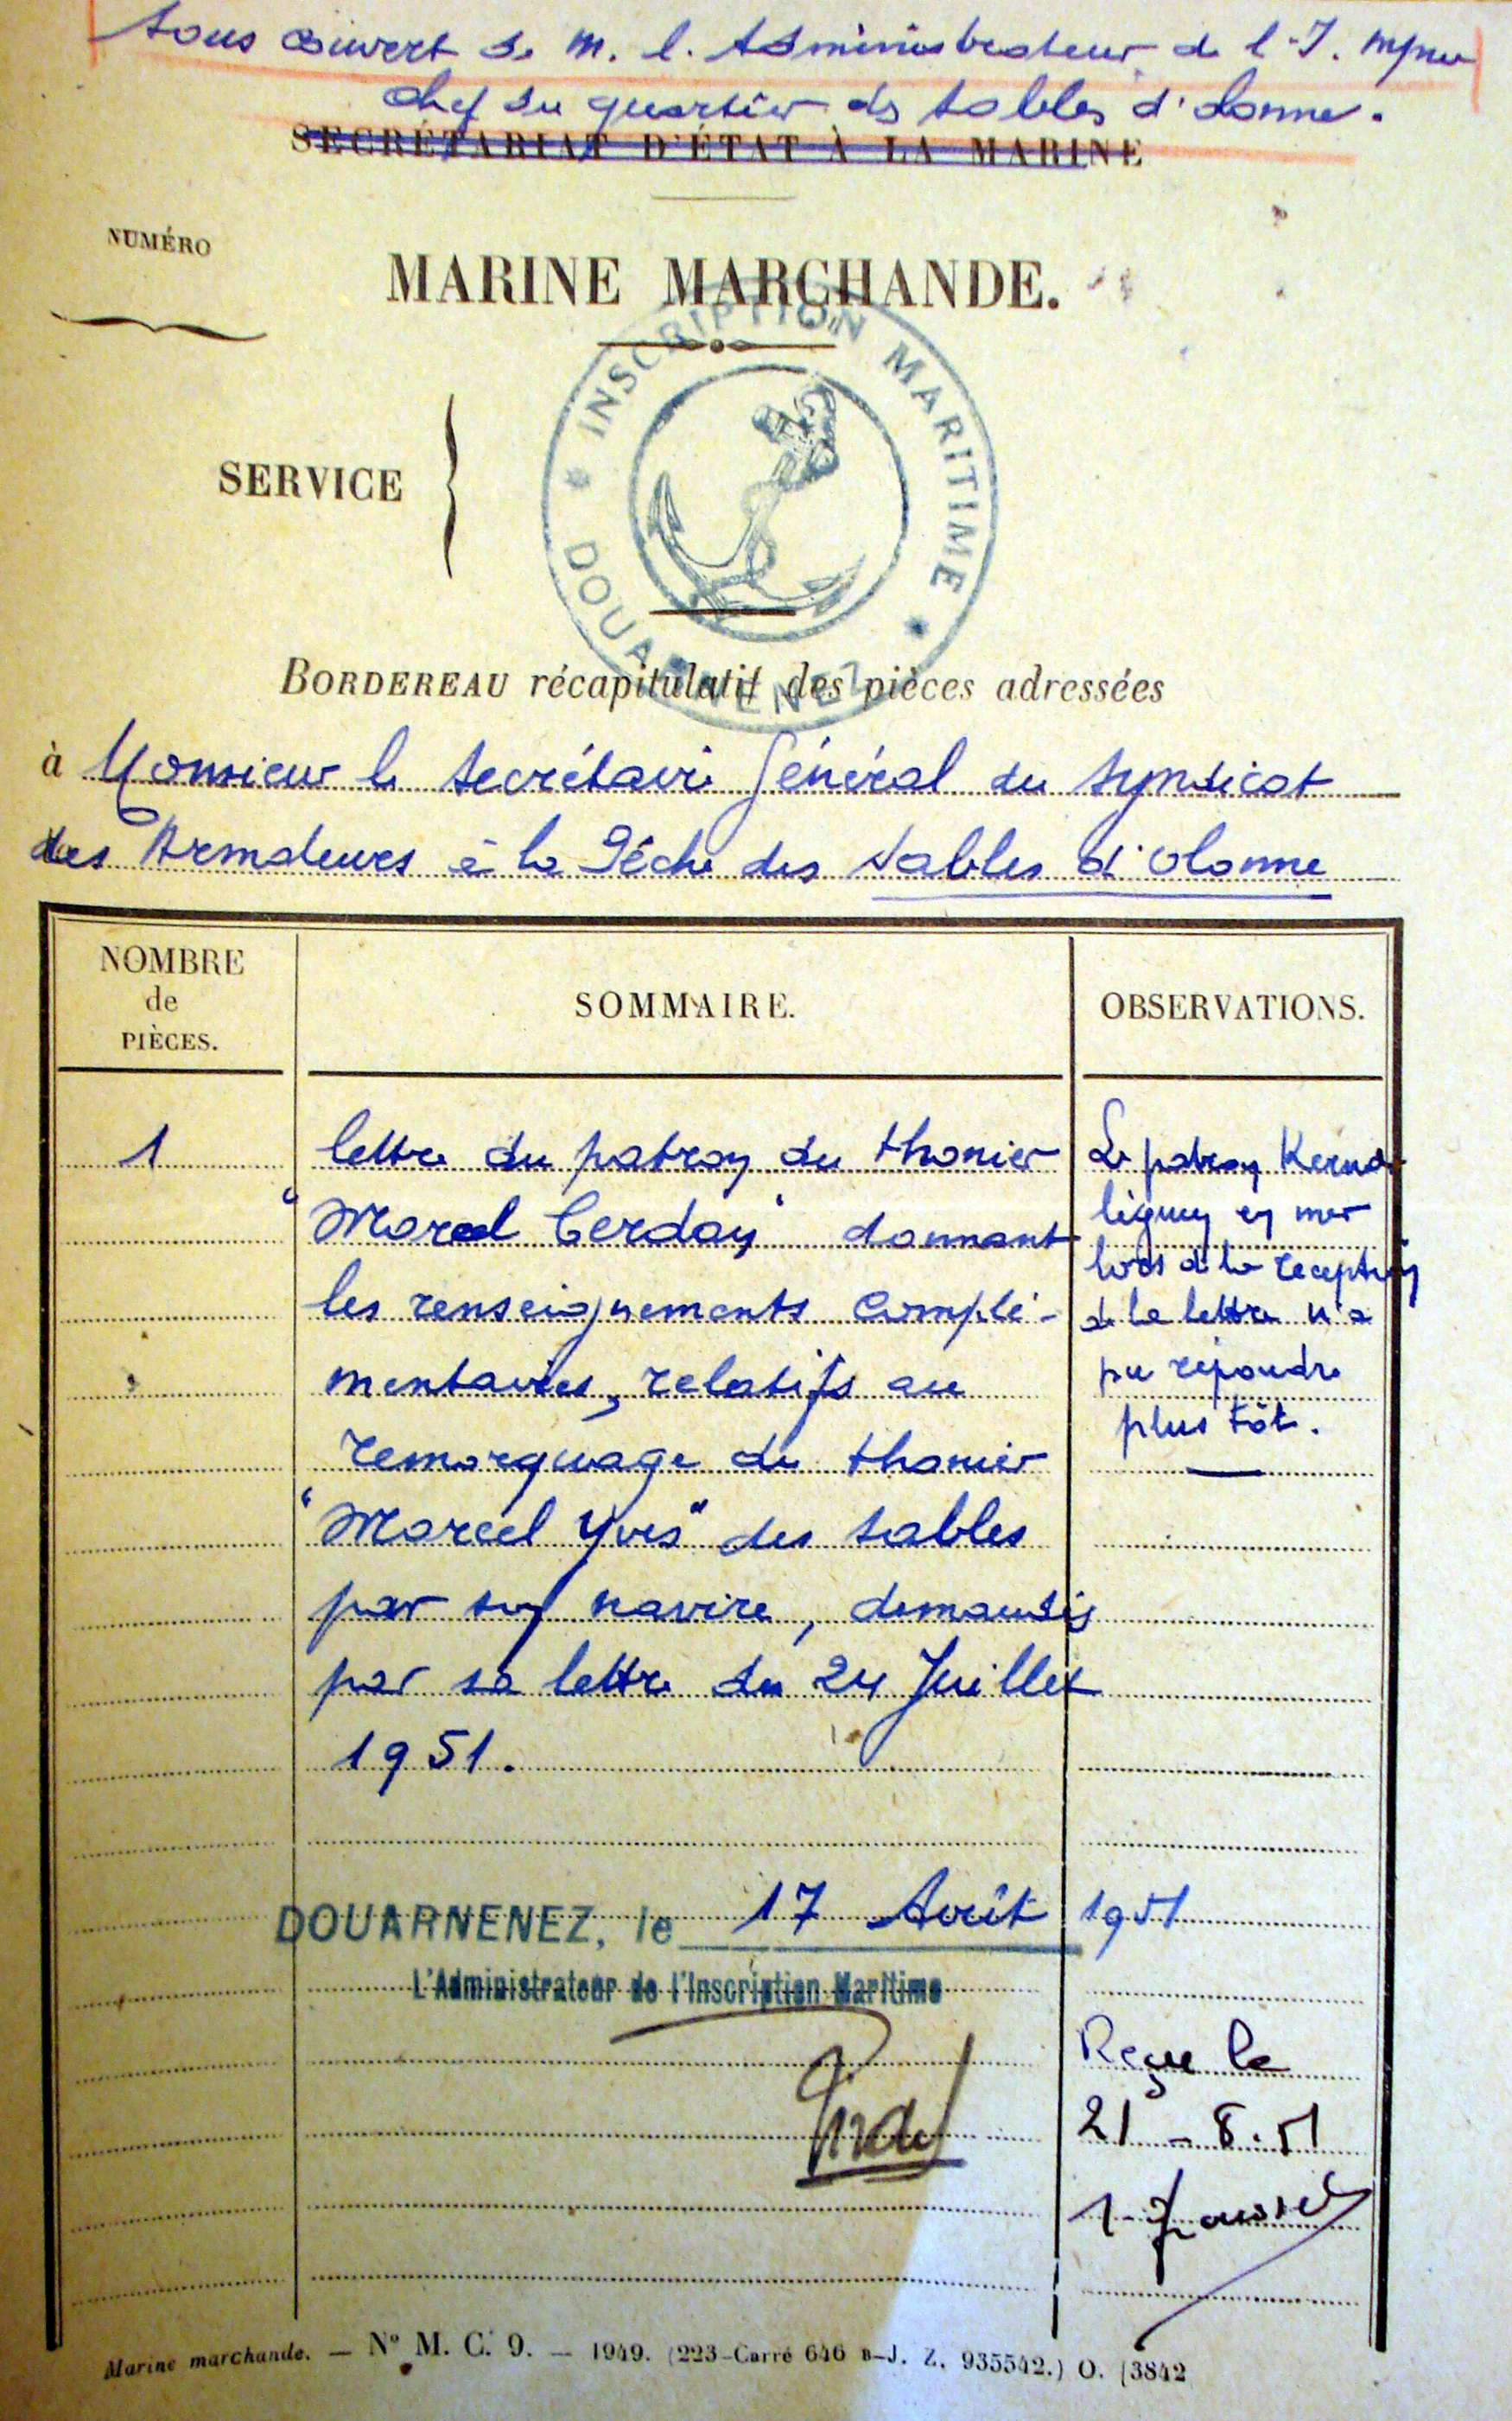 sous couvert de M. l. Administrateur de l'I. Mme
chef du quartier des Sables d'Olonne.
SECRÉTARIAT D'ÉTAT À LA MARINE
NUMÉRO
MARINE MARCHANDE.
INSCRIPTION MARITIME
DOUARNENEZ
SERVICE
BORDEREAU récapitulatif des pièces adressées
à Monsieur le Secrétaire Général du Syndicat
des Armateurs à la Pêche des Sables d'Olonne
NOMBRE
de
PIÈCES.
SOMMAIRE.
OBSERVATIONS.
1
lettre du patron du thonier
"Marcel Cerdan" donnant
les renseignements complé-
mentaires, relatifs au
remorquage du thonier
"Marcel Yves" des Sables
par son navire, demandés
par sa lettre du 24 Juillet
1951.
Le patron Kerna-
léguen en mer
lors de la réception
de la lettre n'a
pu répondre
plus tôt.
DOUARNENEZ, le 17 Août 1951
L'Administrateur de l'Inscription Maritime
Reçue le
21-8.51
Marine marchande. — N° M. C. 9. — 1949. (223-Carré 646 B-J. Z. 935542.) O. (3842